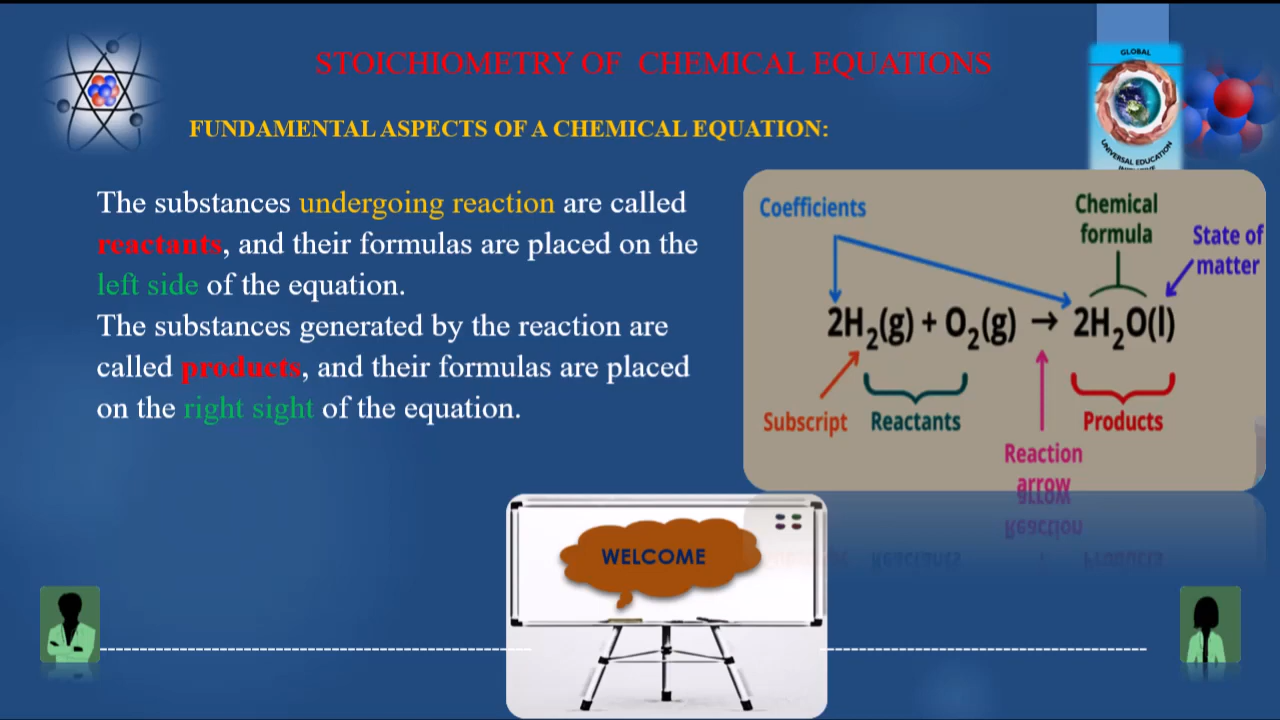 STOICHIOMETRY OF CHEMICAL EQUATIONS
GLOBAL
UNIVERSAL EDUCATION
FUNDAMENTAL ASPECTS OF A CHEMICAL EQUATION:
The substances undergoing reaction are called
reactants, and their formulas are placed on the
left side of the equation.
The substances generated by the reaction are
called products, and their formulas are placed
on the right sight of the equation.
Coefficients
Chemical
formula
State of
matter
2H₂(g) + O₂(g) → 2H₂O(l)
Subscript
Reactants
Products
Reaction
arrow
WELCOME